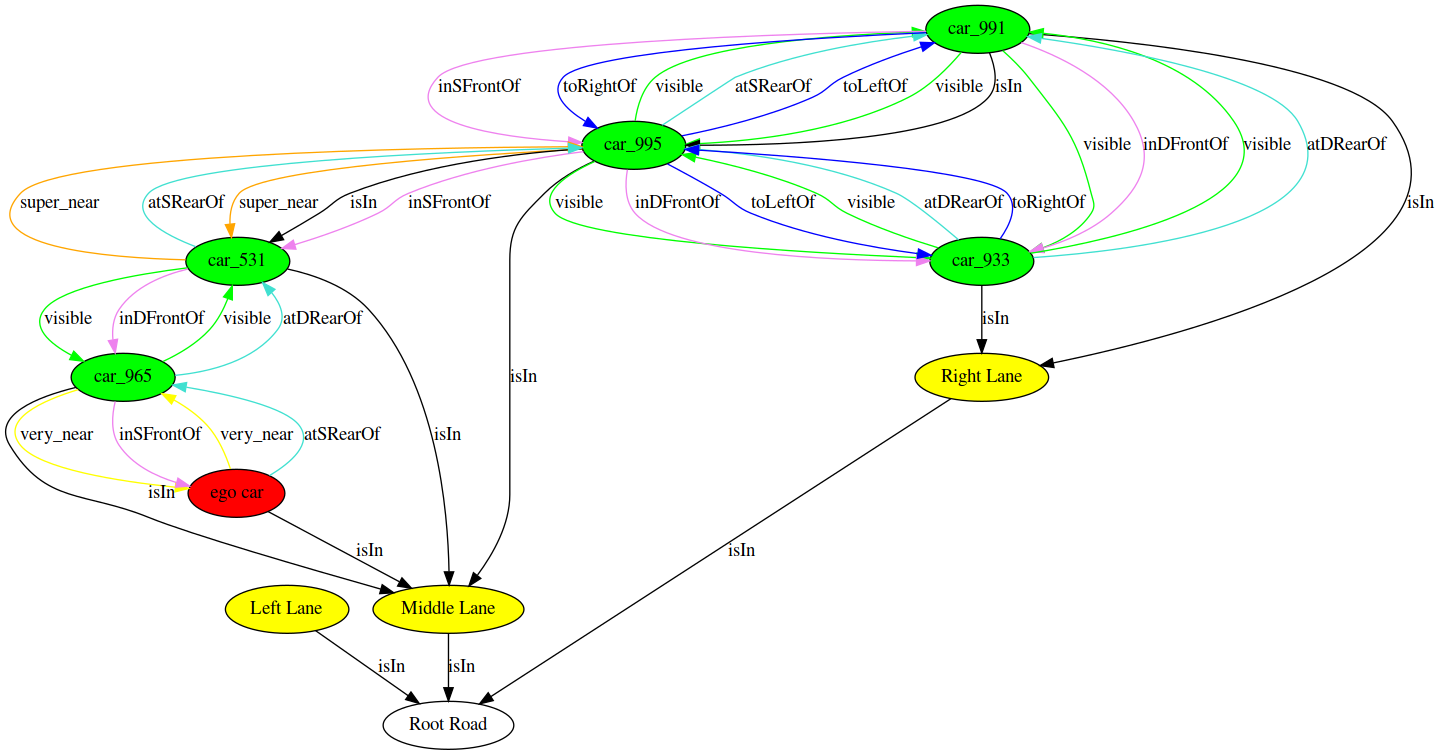 car_991
inSFrontOf
toRightOf
visible
atSRearOf
toLeftOf
visible
isIn
visible
inDFrontOf
visible
atDRearOf
car_995
super_near
atSRearOf
super_near
isIn
inSFrontOf
visible
inDFrontOf
toLeftOf
visible
atDRearOf
toRightOf
isIn
car_531
car_933
visible
inDFrontOf
visible
atDRearOf
isIn
car_965
isIn
Right Lane
very_near
inSFrontOf
very_near
atSRearOf
isIn
isIn
ego car
isIn
isIn
Left Lane
Middle Lane
isIn
isIn
Root Road